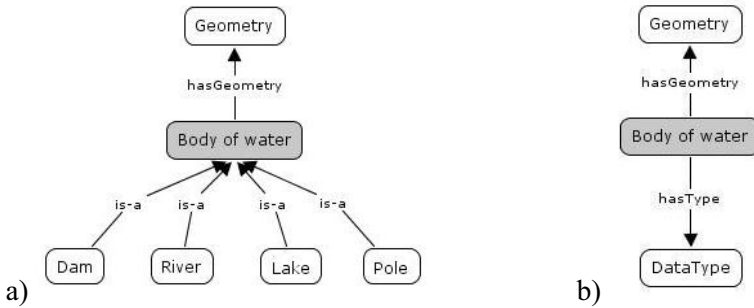 Geometry
hasGeometry
Body of water
is-a is-a is-a is-a
Dam River Lake Pole
a)
Geometry
hasGeometry
Body of water
hasType
DataType
b)